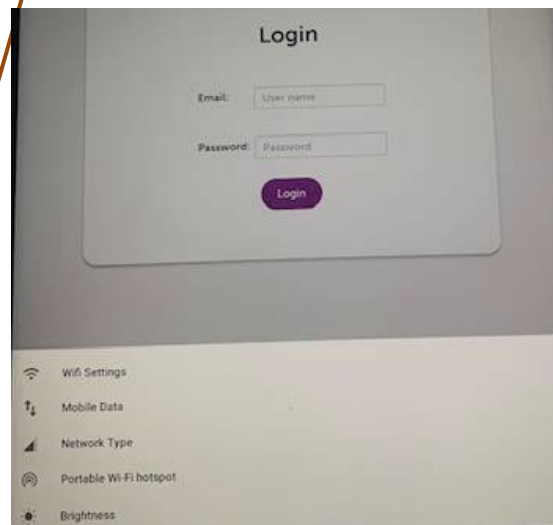 Login
Email: User name
Password: Password
Login
Wifi Settings
Mobile Data
Network Type
Portable Wi-Fi hotspot
Brightness